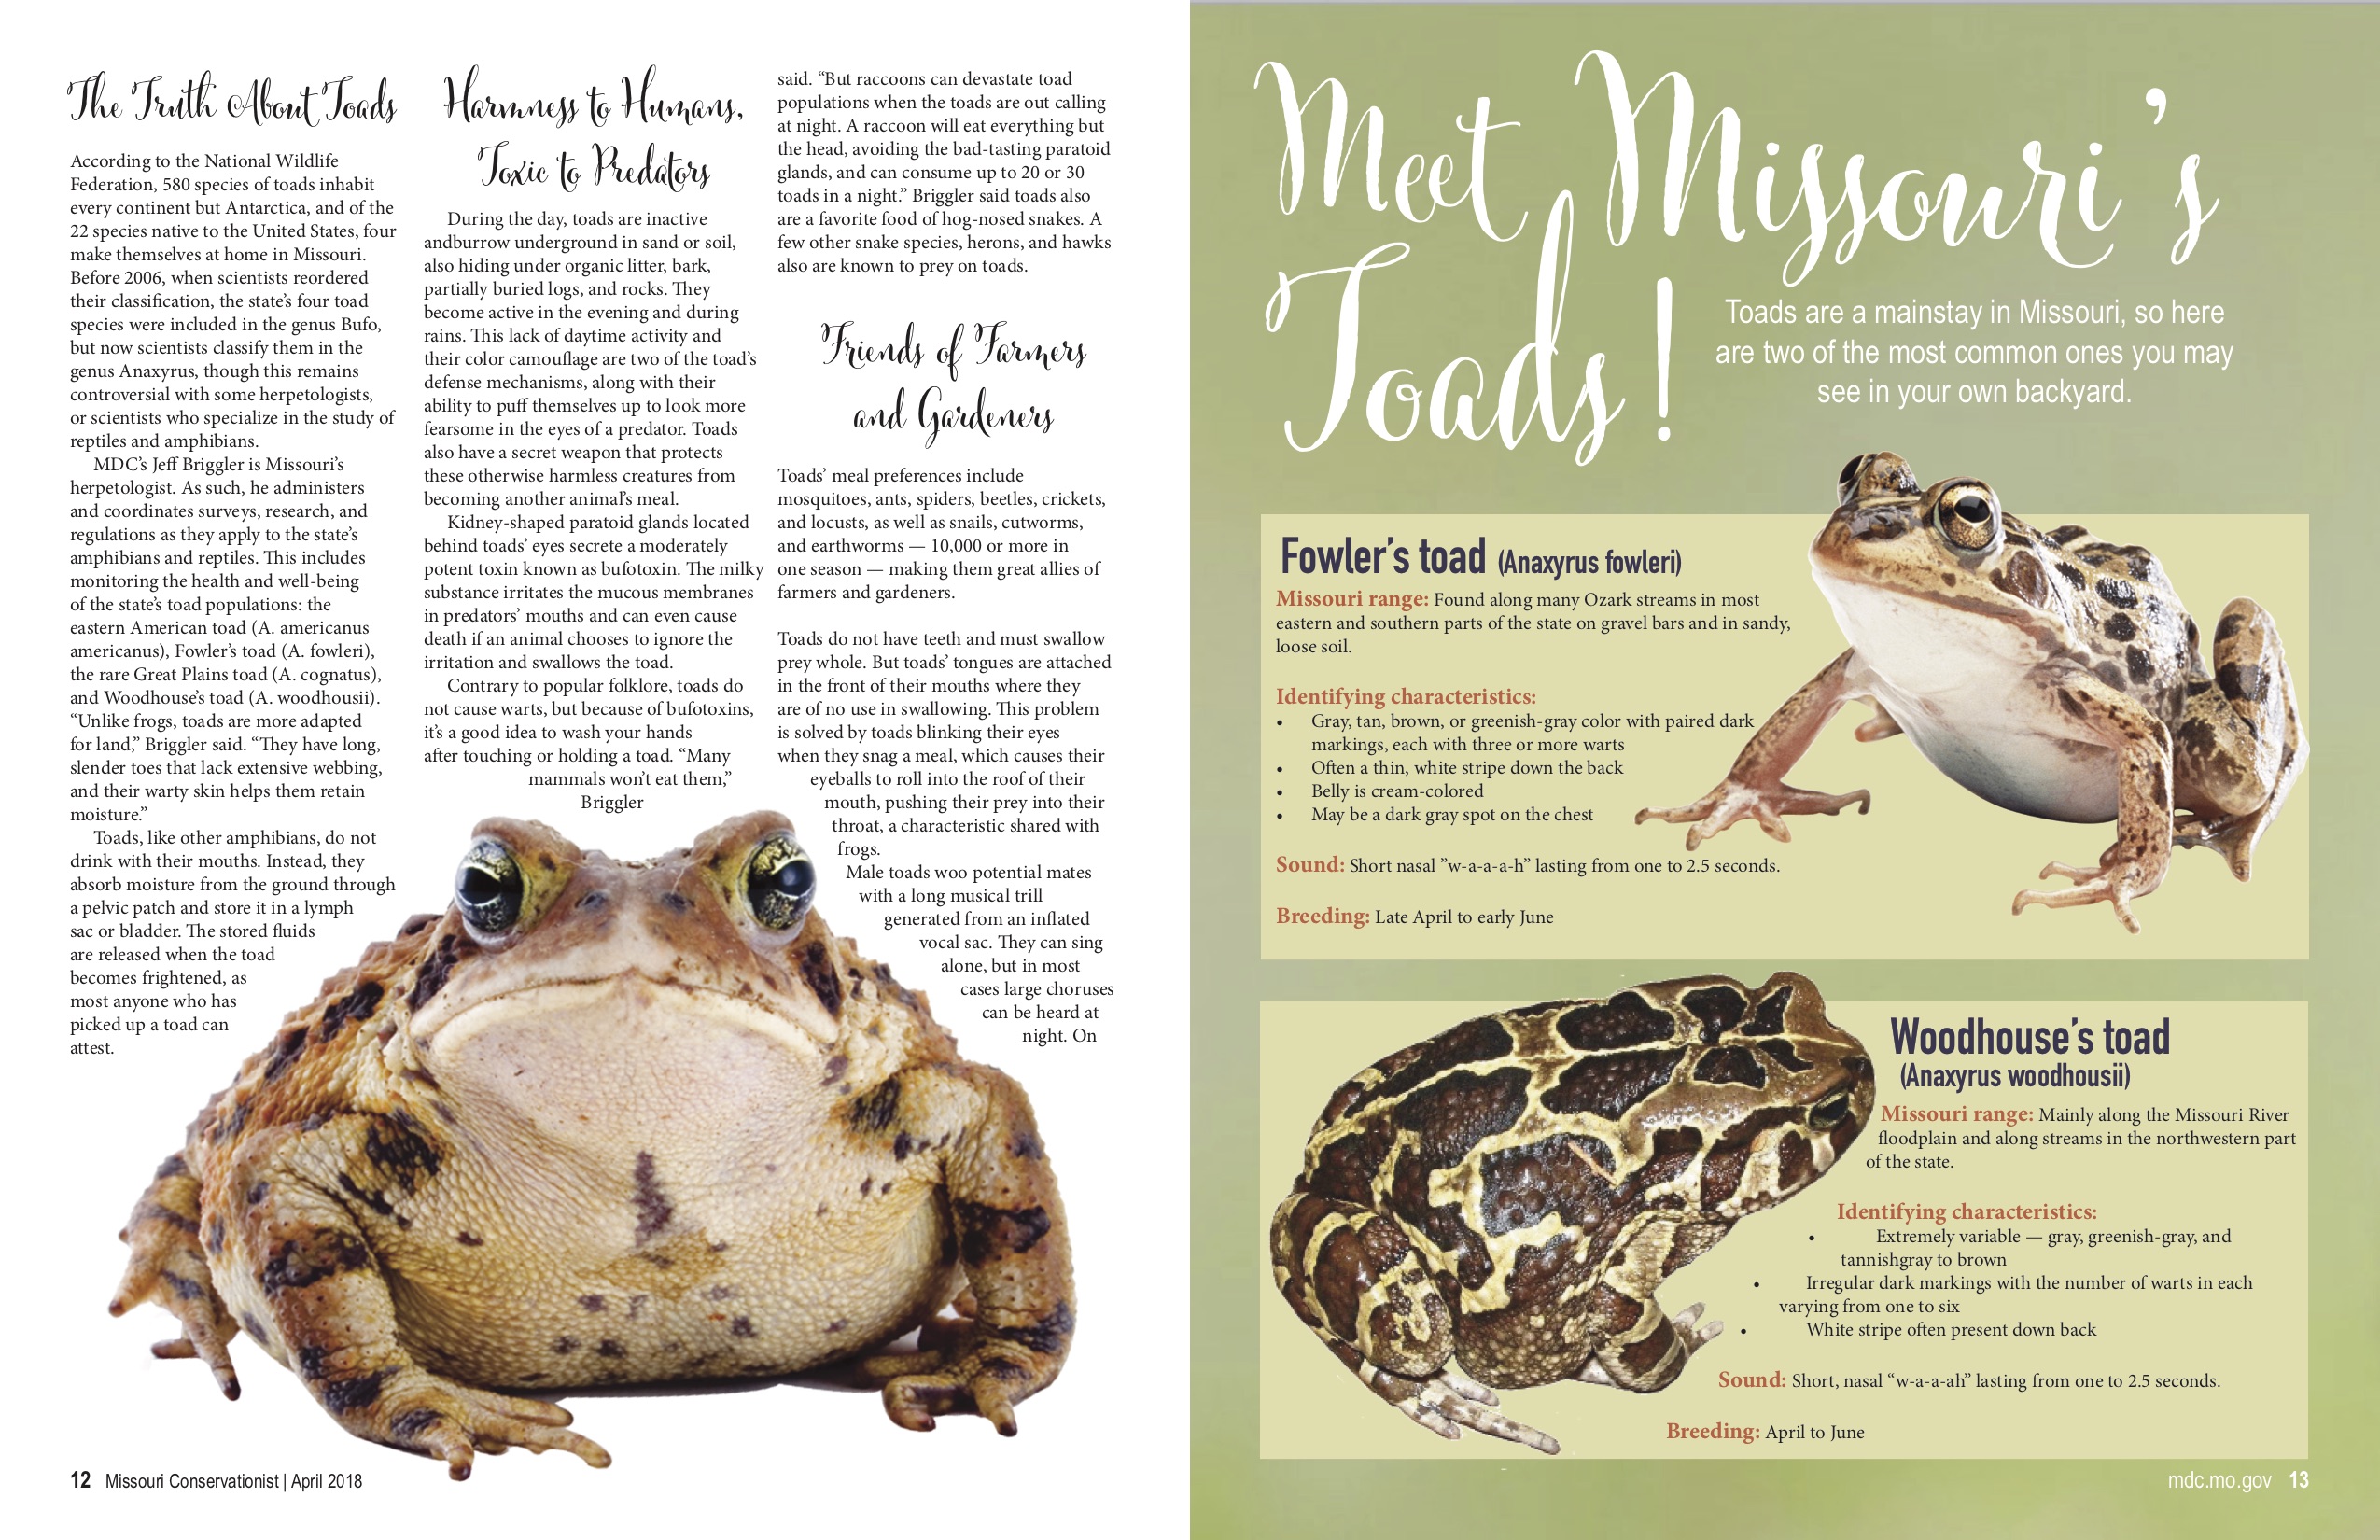 The Truth About Toads
According to the National Wildlife
Federation, 580 species of toads inhabit
every continent but Antarctica, and of the
22 species native to the United States, four
make themselves at home in Missouri.
Before 2006, when scientists reordered
their classification, the state’s four toad
species were included in the genus Bufo,
but now scientists classify them in the
genus Anaxyrus, though this remains
controversial with some herpetologists,
or scientists who specialize in the study of
reptiles and amphibians.
MDC’s Jeff Briggler is Missouri’s
herpetologist. As such, he administers
and coordinates surveys, research, and
regulations as they apply to the state’s
amphibians and reptiles. This includes
monitoring the health and well-being
of the state’s toad populations: the
eastern American toad (A. americanus
americanus), Fowler’s toad (A. fowleri),
the rare Great Plains toad (A. cognatus),
and Woodhouse’s toad (A. woodhousii).
“Unlike frogs, toads are more adapted
for land,” Briggler said. “They have long,
slender toes that lack extensive webbing,
and their warty skin helps them retain
moisture.”
Toads, like other amphibians, do not
drink with their mouths. Instead, they
absorb moisture from the ground through
a pelvic patch and store it in a lymph
sac or bladder. The stored fluids
are released when the toad
becomes frightened, as
most anyone who has
picked up a toad can
attest.
Harmness to Humans,
Toxic to Predators
During the day, toads are inactive
andburrow underground in sand or soil,
also hiding under organic litter, bark,
partially buried logs, and rocks. They
become active in the evening and during
rains. This lack of daytime activity and
their color camouflage are two of the toad’s
defense mechanisms, along with their
ability to puff themselves up to look more
fearsome in the eyes of a predator. Toads
also have a secret weapon that protects
these otherwise harmless creatures from
becoming another animal’s meal.
Kidney-shaped paratoid glands located
behind toads’ eyes secrete a moderately
potent toxin known as bufotoxin. The milky
substance irritates the mucous membranes
in predators’ mouths and can even cause
death if an animal chooses to ignore the
irritation and swallows the toad.
Contrary to popular folklore, toads do
not cause warts, but because of bufotoxins,
it’s a good idea to wash your hands
after touching or holding a toad. “Many
mammals won’t eat them,”
Briggler
said. “But raccoons can devastate toad
populations when the toads are out calling
at night. A raccoon will eat everything but
the head, avoiding the bad-tasting paratoid
glands, and can consume up to 20 or 30
toads in a night.” Briggler said toads also
are a favorite food of hog-nosed snakes. A
few other snake species, herons, and hawks
also are known to prey on toads.
Friends of Farmers
and Gardeners
Toads’ meal preferences include
mosquitoes, ants, spiders, beetles, crickets,
and locusts, as well as snails, cutworms,
and earthworms — 10,000 or more in
one season — making them great allies of
farmers and gardeners.
Toads do not have teeth and must swallow
prey whole. But toads’ tongues are attached
in the front of their mouths where they
are of no use in swallowing. This problem
is solved by toads blinking their eyes
when they snag a meal, which causes their
eyeballs to roll into the roof of their
mouth, pushing their prey into their
throat, a characteristic shared with
frogs.
Male toads woo potential mates
with a long musical trill
generated from an inflated
vocal sac. They can sing
alone, but in most
cases large choruses
can be heard at
night. On
12 Missouri Conservationist | April 2018
Meet Missouri’s
Toads!
Toads are a mainstay in Missouri, so here
are two of the most common ones you may
see in your own backyard.
Fowler’s toad (Anaxyrus fowleri)
Missouri range: Found along many Ozark streams in most
eastern and southern parts of the state on gravel bars and in sandy,
loose soil.
Identifying characteristics:
• Gray, tan, brown, or greenish-gray color with paired dark
markings, each with three or more warts
• Often a thin, white stripe down the back
• Belly is cream-colored
• May be a dark gray spot on the chest
Sound: Short nasal ”w-a-a-a-h” lasting from one to 2.5 seconds.
Breeding: Late April to early June
Woodhouse’s toad
(Anaxyrus woodhousii)
Missouri range: Mainly along the Missouri River
floodplain and along streams in the northwestern part
of the state.
Identifying characteristics:
• Extremely variable — gray, greenish-gray, and
tannishgray to brown
• Irregular dark markings with the number of warts in each
varying from one to six
• White stripe often present down back
Sound: Short, nasal “w-a-a-ah” lasting from one to 2.5 seconds.
Breeding: April to June
mdc.mo.gov 13